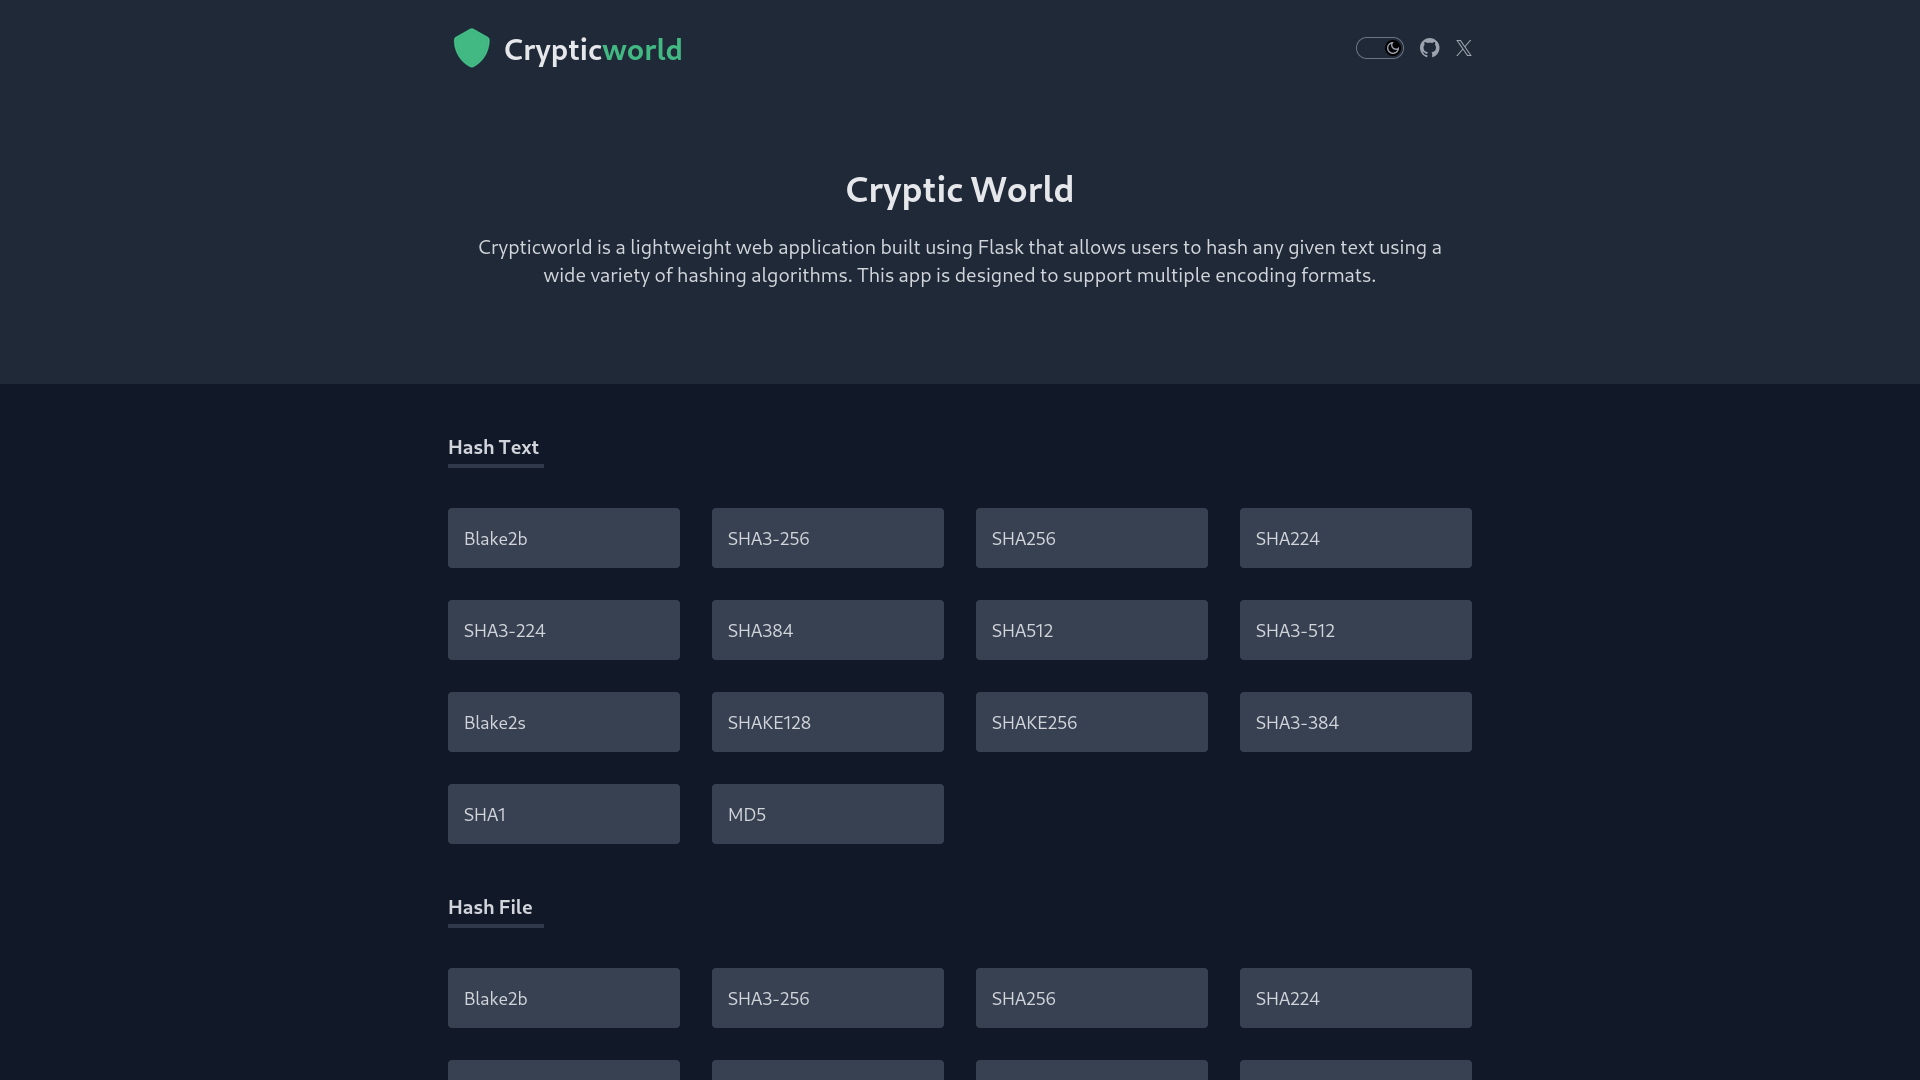 Crypticworld
Cryptic World
Crypticworld is a lightweight web application built using Flask that allows users to hash any given text using a
wide variety of hashing algorithms. This app is designed to support multiple encoding formats.
Hash Text
Blake2b
SHA3-256
SHA256
SHA224
SHA3-224
SHA384
SHA512
SHA3-512
Blake2s
SHAKE128
SHAKE256
SHA3-384
SHA1
MD5
Hash File
Blake2b
SHA3-256
SHA256
SHA224